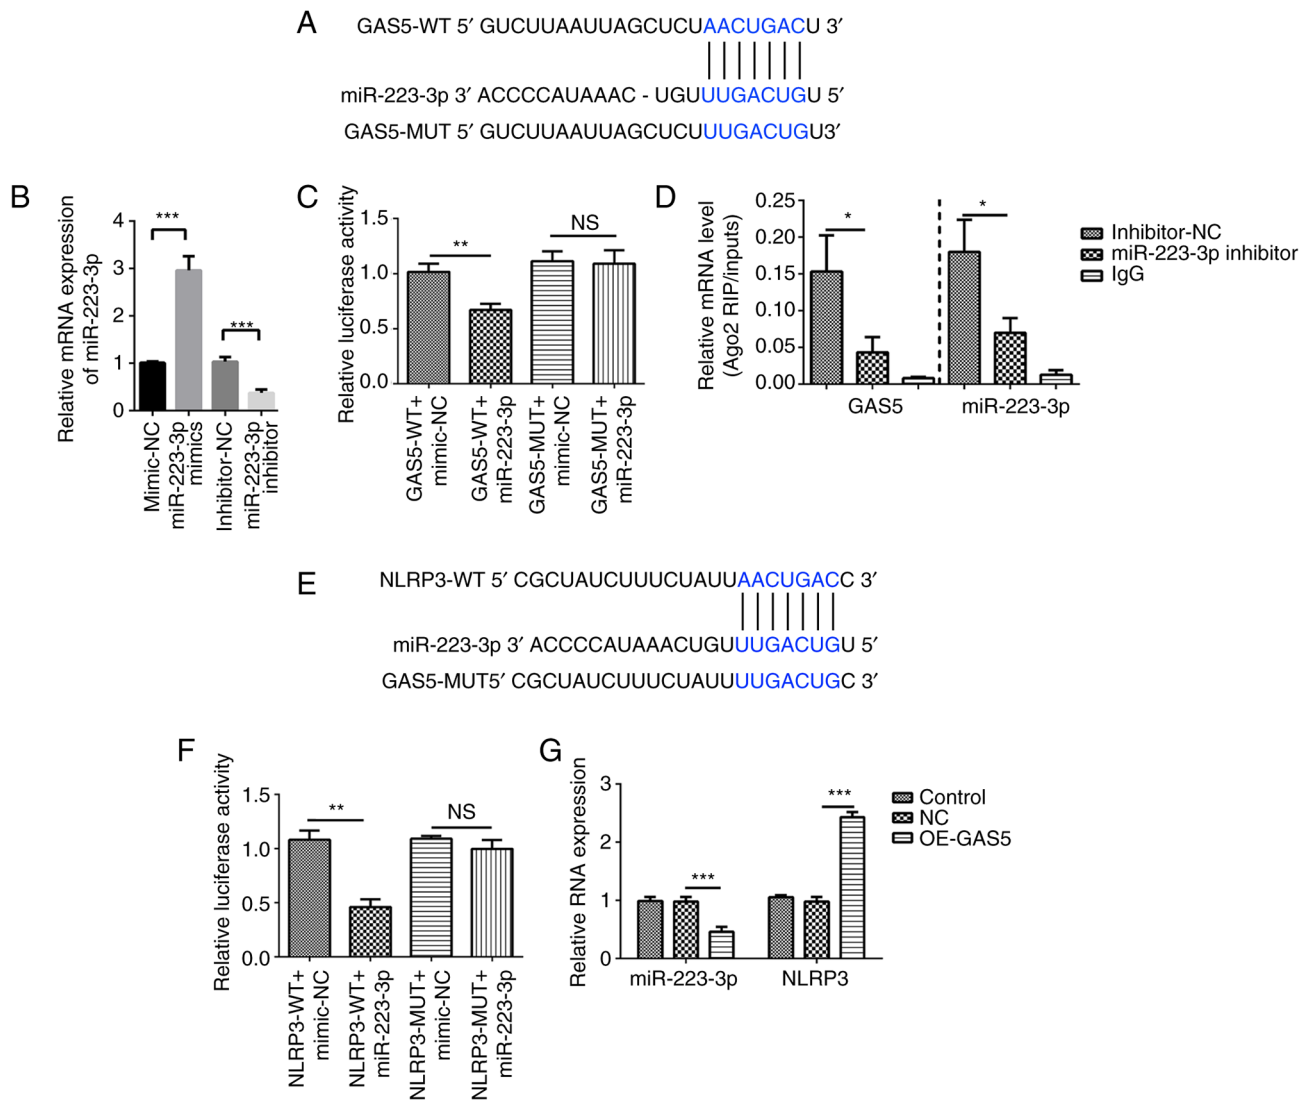 A
GAS5-WT 5′ GUCUUAAUUAGCUCUAACUGACU 3′
miR-223-3p 3′ ACCCCAUAAAC - UGUUUGACUGU 5′
GAS5-MUT 5′ GUCUUAAUUAGCUCUUUGACUGU3′
B
Relative mRNA expression
of miR-223-3p
4
3
2
1
0
***
***
Mimic-NC
miR-223-3p
mimics
Inhibitor-NC
miR-223-3p
inhibitor
C
Relative luciferase activity
1.5
1.0
0.5
0.0
**
NS
GAS5-WT+
mimic-NC
GAS5-WT+
miR-223-3p
GAS5-MUT+
mimic-NC
GAS5-MUT+
miR-223-3p
D
Relative mRNA level
(Ago2 RIP/inputs)
0.25
0.20
0.15
0.10
0.05
0.00
*
*
GAS5
miR-223-3p
Inhibitor-NC
miR-223-3p inhibitor
IgG
E
NLRP3-WT 5′ CGCUAUCUUUCUAUUAACUGACC 3′
miR-223-3p 3′ ACCCCAUAAACUGUUUGACUGU 5′
GAS5-MUT5′ CGCUAUCUUUCUAUUUUGACUGC 3′
F
Relative luciferase activity
1.5
1.0
0.5
0.0
**
NS
NLRP3-WT+
mimic-NC
NLRP3-WT+
miR-223-3p
NLRP3-MUT+
mimic-NC
NLRP3-MUT+
miR-223-3p
G
Relative RNA expression
3
2
1
0
***
***
miR-223-3p
NLRP3
Control
NC
OE-GAS5